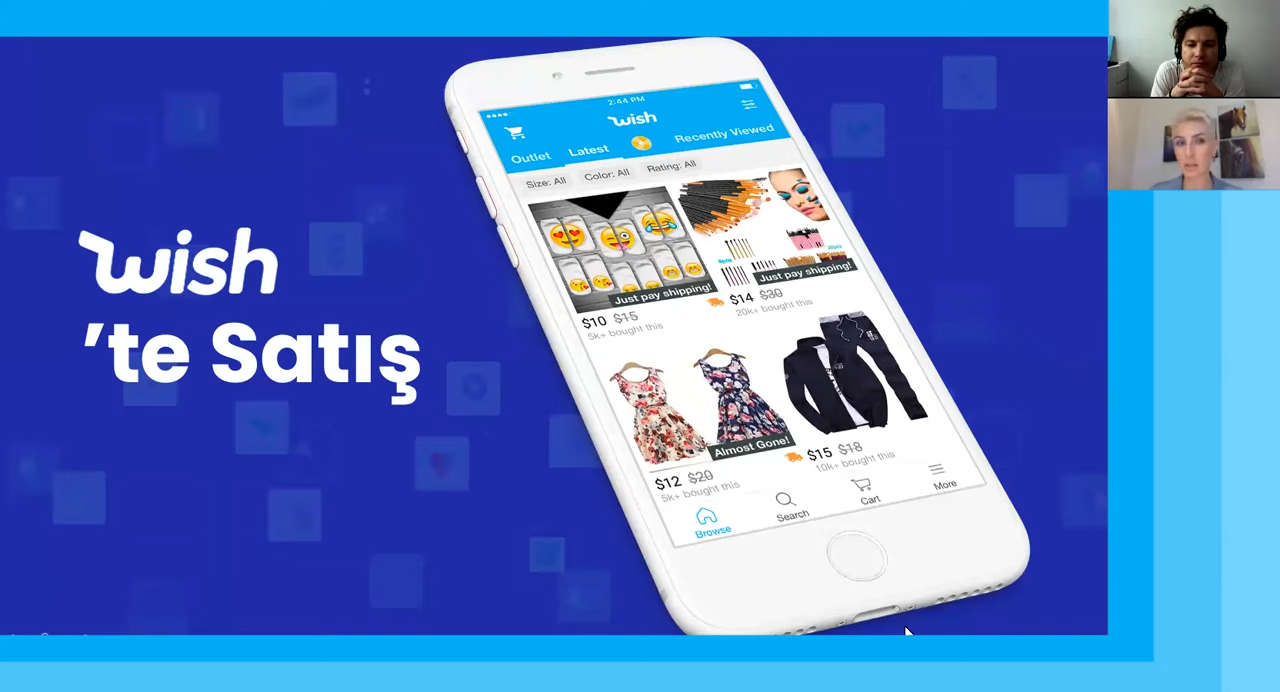 wish
'te Satış
2:44 PM
wish
Outlet Latest Recently Viewed
Size: All Color: All Rating: All
Just pay shipping!
$10 $15
5k+ bought this
Just pay shipping!
$14 $30
20k+ bought this
Almost Gone!
$12 $20
5k+ bought this
$15 $18
10k+ bought this
Browse Search Cart More